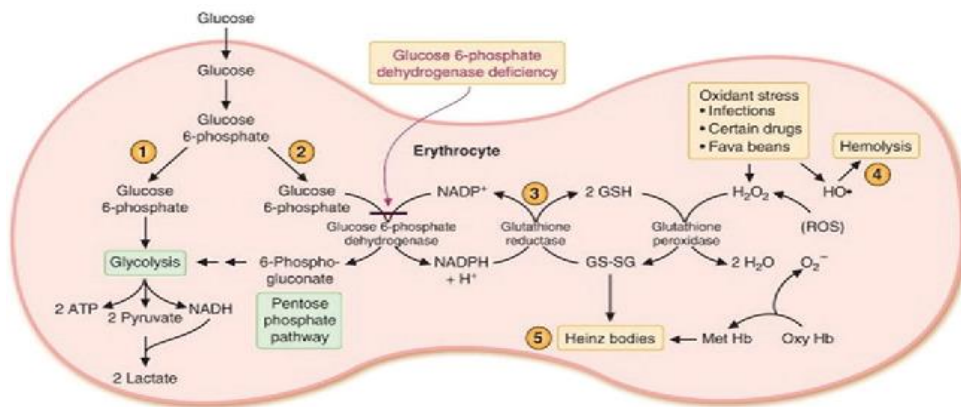 Glucose
Glucose
Glucose
6-phosphate
1
2
Glucose
6-phosphate
Glucose
6-phosphate
Glycolysis
2 ATP
2 Pyruvate
NADH
2 Lactate
6-Phospho-
gluconate
Pentose
phosphate
pathway
Glucose 6-phosphate
dehydrogenase deficiency
Erythrocyte
NADP⁺
Glucose 6-phosphate
dehydrogenase
NADPH
+ H⁺
3
Glutathione
reductase
2 GSH
GS-SG
Glutathione
peroxidase
Oxidant stress
• Infections
• Certain drugs
• Fava beans
Hemolysis
4
H₂O₂
HO•
(ROS)
2 H₂O
O₂⁻
5
Heinz bodies
Met Hb
Oxy Hb